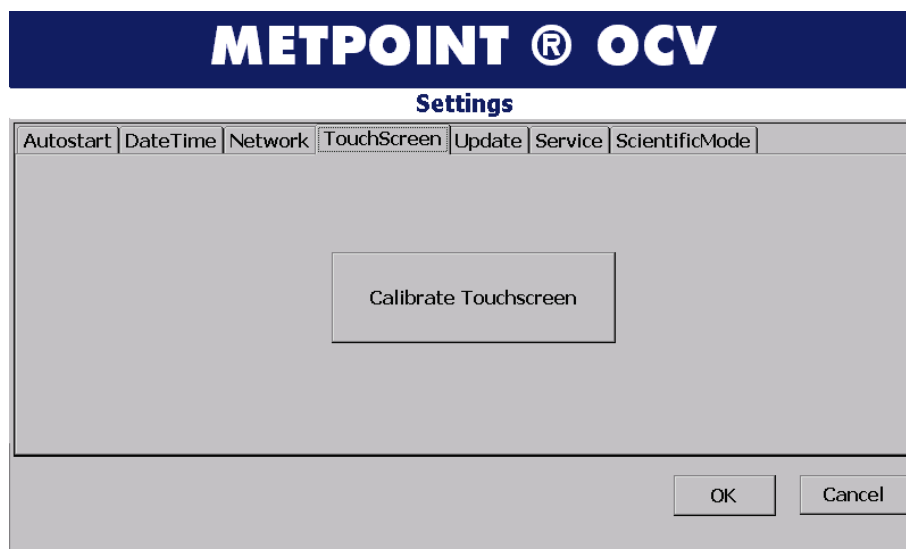 METPOINT ® OCV
Settings
Autostart DateTime Network TouchScreen Update Service ScientificMode
Calibrate Touchscreen
OK Cancel